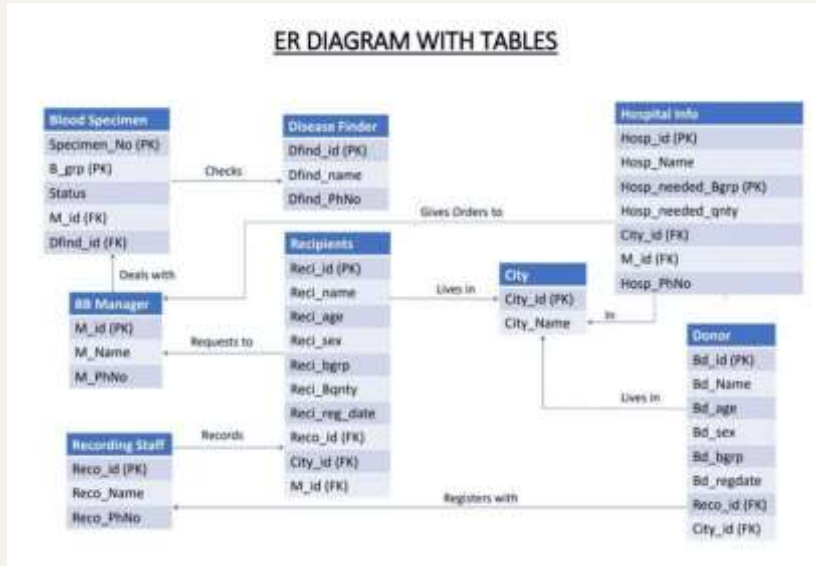 ER DIAGRAM WITH TABLES
Blood Specimen
Specimen_No (PK)
B_grp (PK)
Status
M_id (FK)
Dfind_id (FK)
Checks
Disease Finder
Dfind_id (PK)
Dfind_name
Dfind_PhNo
Hospital Info
Hosp_id (PK)
Hosp_Name
Hosp_needed_Bgrp (PK)
Hosp_needed_qnty
City_id (FK)
M_id (FK)
Hosp_PhNo
Gives Orders to
Deals with
BB Manager
M_id (PK)
M_Name
M_PhNo
Requests to
Recipients
Reci_id (PK)
Reci_name
Reci_age
Reci_sex
Reci_bgrp
Reci_Bqnty
Reci_reg_date
Reco_id (FK)
City_id (FK)
M_id (FK)
Lives in
City
City_id (PK)
City_Name
In
Donor
Bd_id (PK)
Bd_Name
Bd_age
Bd_sex
Bd_bgrp
Bd_regdate
Reco_id (FK)
City_id (FK)
Lives in
Recording Staff
Reco_id (PK)
Reco_Name
Reco_PhNo
Records
Registers with